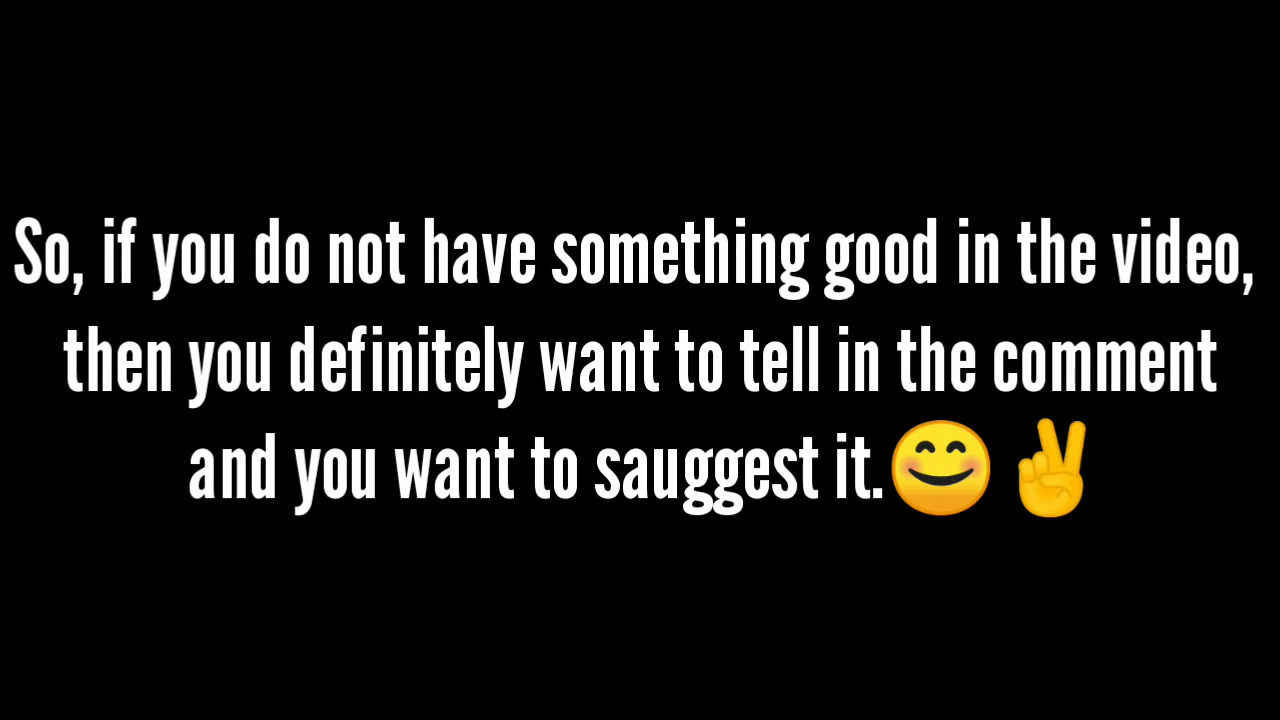 So, if you do not have something good in the video,
then you definitely want to tell in the comment
and you want to sauggest it.😊✌